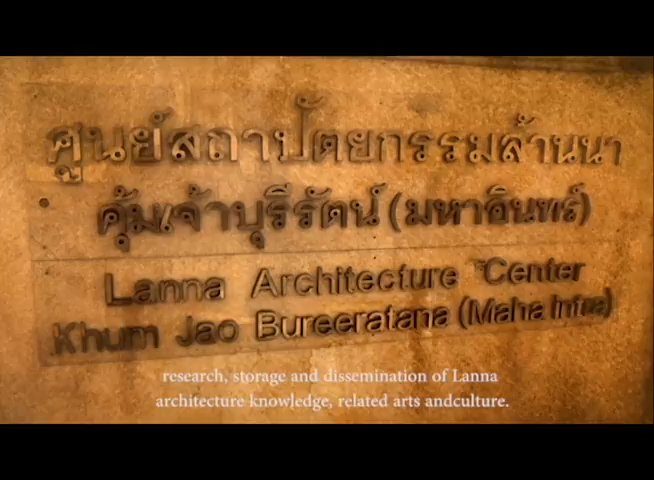 ศูนย์สถาปัตยกรรมล้านนา
คุ้มเจ้าบุรีรัตน์(มหาอินทร์)
Lanna Architecture Center
Khum Jao Bureeratana (Maha Intra)
research, storage and dissemination of Lanna
architecture knowledge, related arts andculture.